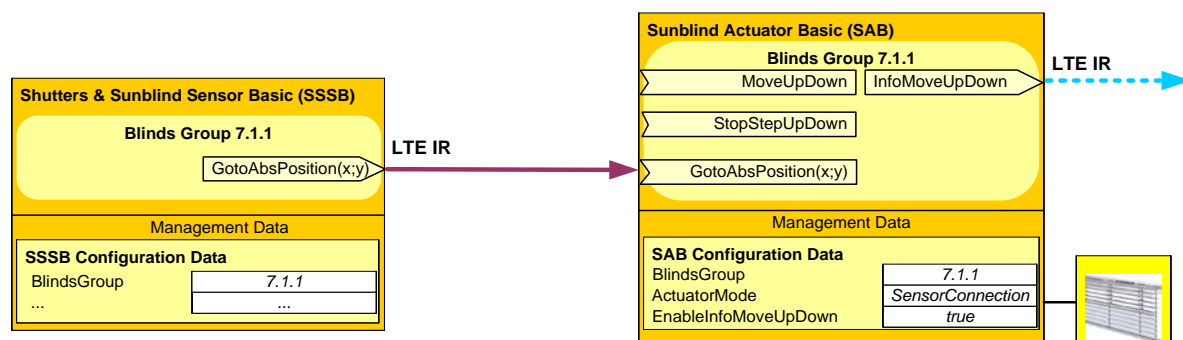 Shutters & Sunblind Sensor Basic (SSSB)
Blinds Group 7.1.1
GotoAbsPosition(x;y)
Management Data
SSSB Configuration Data
BlindsGroup 7.1.1
... ...
LTE IR
Sunblind Actuator Basic (SAB)
Blinds Group 7.1.1
MoveUpDown InfoMoveUpDown
StopStepUpDown
GotoAbsPosition(x;y)
Management Data
SAB Configuration Data
BlindsGroup 7.1.1
ActuatorMode SensorConnection
EnableInfoMoveUpDown true
LTE IR